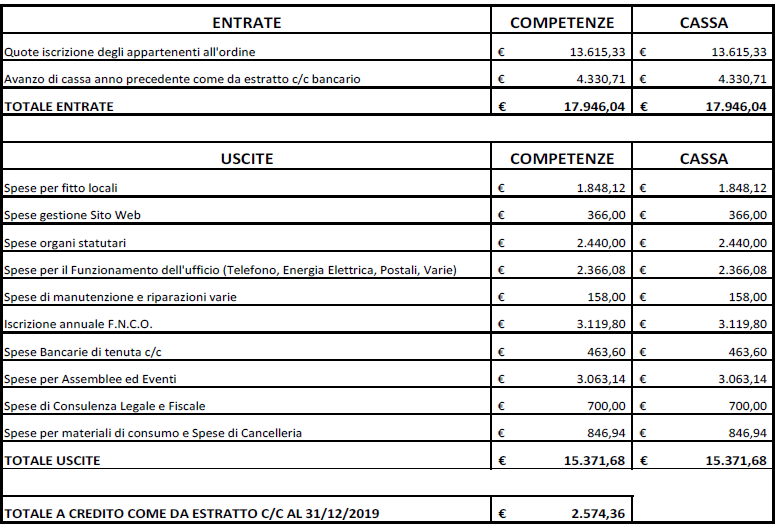 ENTRATE COMPETENZE CASSA
Quote iscrizione degli appartenenti all'ordine € 13.615,33 € 13.615,33
Avanzo di cassa anno precedente come da estratto c/c bancario € 4.330,71 € 4.330,71
TOTALE ENTRATE € 17.946,04 € 17.946,04
USCITE COMPETENZE CASSA
Spese per fitto locali € 1.848,12 € 1.848,12
Spese gestione Sito Web € 366,00 € 366,00
Spese organi statutari € 2.440,00 € 2.440,00
Spese per il Funzionamento dell'ufficio (Telefono, Energia Elettrica, Postali, Varie) € 2.366,08 € 2.366,08
Spese di manutenzione e riparazioni varie € 158,00 € 158,00
Iscrizione annuale F.N.C.O. € 3.119,80 € 3.119,80
Spese Bancarie di tenuta c/c € 463,60 € 463,60
Spese per Assemblee ed Eventi € 3.063,14 € 3.063,14
Spese di Consulenza Legale e Fiscale € 700,00 € 700,00
Spese per materiali di consumo e Spese di Cancelleria € 846,94 € 846,94
TOTALE USCITE € 15.371,68 € 15.371,68
TOTALE A CREDITO COME DA ESTRATTO C/C AL 31/12/2019 € 2.574,36